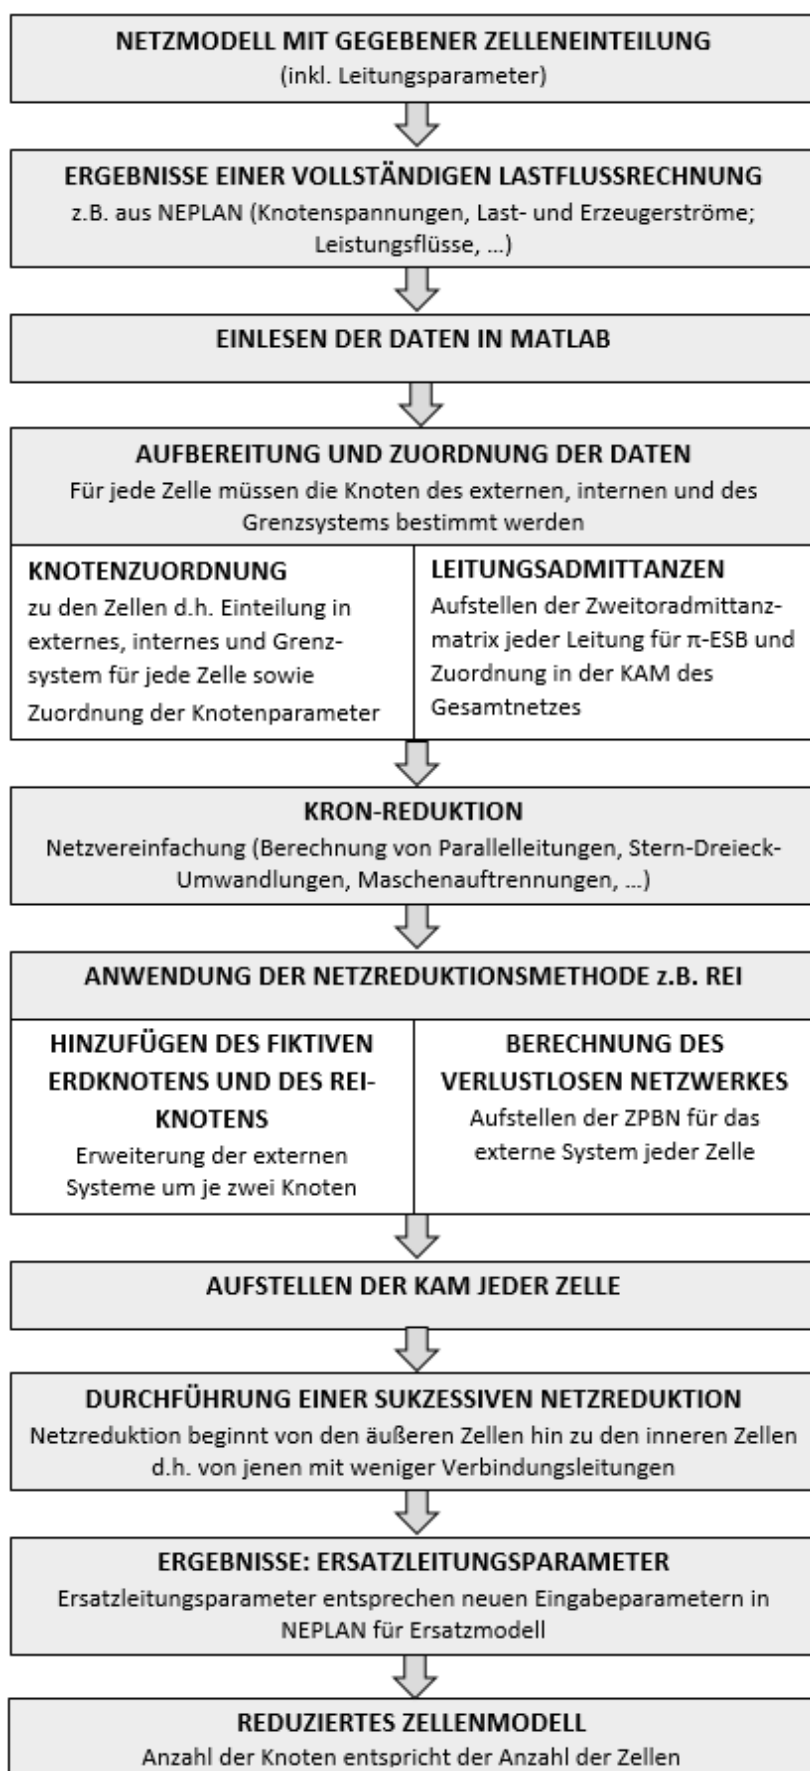 NETZMODELL MIT GEGEBENER ZELLENEINTEILUNG
(inkl. Leitungsparameter)
ERGEBNISSE EINER VOLLSTÄNDIGEN LASTFLUSSRECHNUNG
z.B. aus NEPLAN (Knotenspannungen, Last- und Erzeugerströme;
Leistungsflüsse, ...)
EINLESEN DER DATEN IN MATLAB
AUFBEREITUNG UND ZUORDNUNG DER DATEN
Für jede Zelle müssen die Knoten des externen, internen und des
Grenzsystems bestimmt werden
KNOTENZUORDNUNG
zu den Zellen d.h. Einteilung in
externes, internes und Grenz-
system für jede Zelle sowie
Zuordnung der Knotenparameter
LEITUNGSADMITTANZEN
Aufstellen der Zweitoradmittanz-
matrix jeder Leitung für π-ESB und
Zuordnung in der KAM des
Gesamtnetzes
KRON-REDUKTION
Netzvereinfachung (Berechnung von Parallelleitungen, Stern-Dreieck-
Umwandlungen, Maschenauftrennungen, ...)
ANWENDUNG DER NETZREDUKTIONSMETHODE z.B. REI
HINZUFÜGEN DES FIKTIVEN
ERDKNOTENS UND DES REI-
KNOTENS
Erweiterung der externen
Systeme um je zwei Knoten
BERECHNUNG DES
VERLUSTLOSEN NETZWERKES
Aufstellen der ZPBN für das
externe System jeder Zelle
AUFSTELLEN DER KAM JEDER ZELLE
DURCHFÜHRUNG EINER SUKZESSIVEN NETZREDUKTION
Netzreduktion beginnt von den äußeren Zellen hin zu den inneren Zellen
d.h. von jenen mit weniger Verbindungsleitungen
ERGEBNISSE: ERSATZLEITUNGSPARAMETER
Ersatzleitungsparameter entsprechen neuen Eingabeparametern in
NEPLAN für Ersatzmodell
REDUZIERTES ZELLENMODELL
Anzahl der Knoten entspricht der Anzahl der Zellen